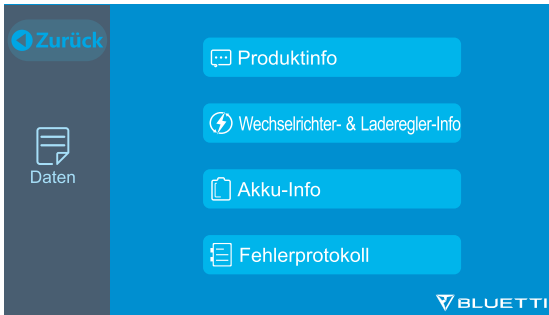 Zurück
Daten
Produktinfo
Wechselrichter- & Laderegler-Info
Akku-Info
Fehlerprotokoll
BLUETTI